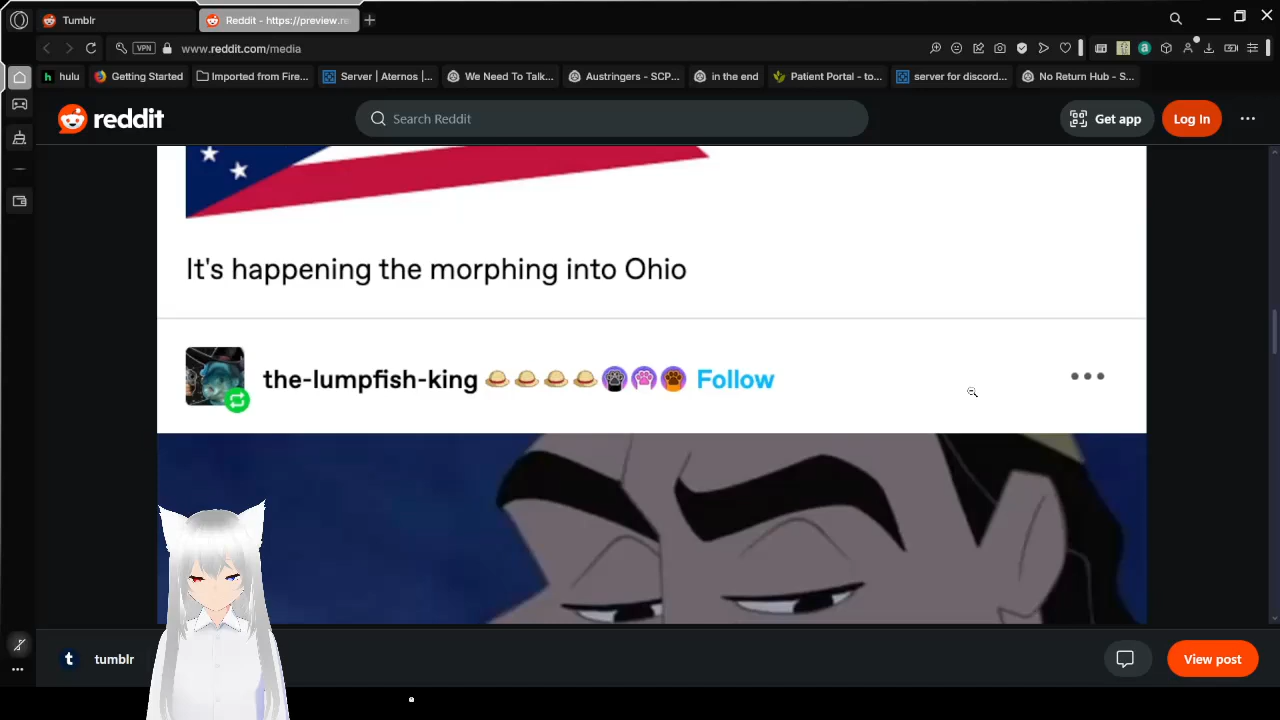 Tumblr
Reddit - https://preview.re
VPN
www.reddit.com/media
hulu
Getting Started
Imported from Fire...
Server | Aternos |...
We Need To Talk...
Austringers - SCP...
in the end
Patient Portal - to...
server for discord...
No Return Hub - S...
reddit
Search Reddit
Get app
Log In
It's happening the morphing into Ohio
the-lumpfish-king Follow
tumblr
View post